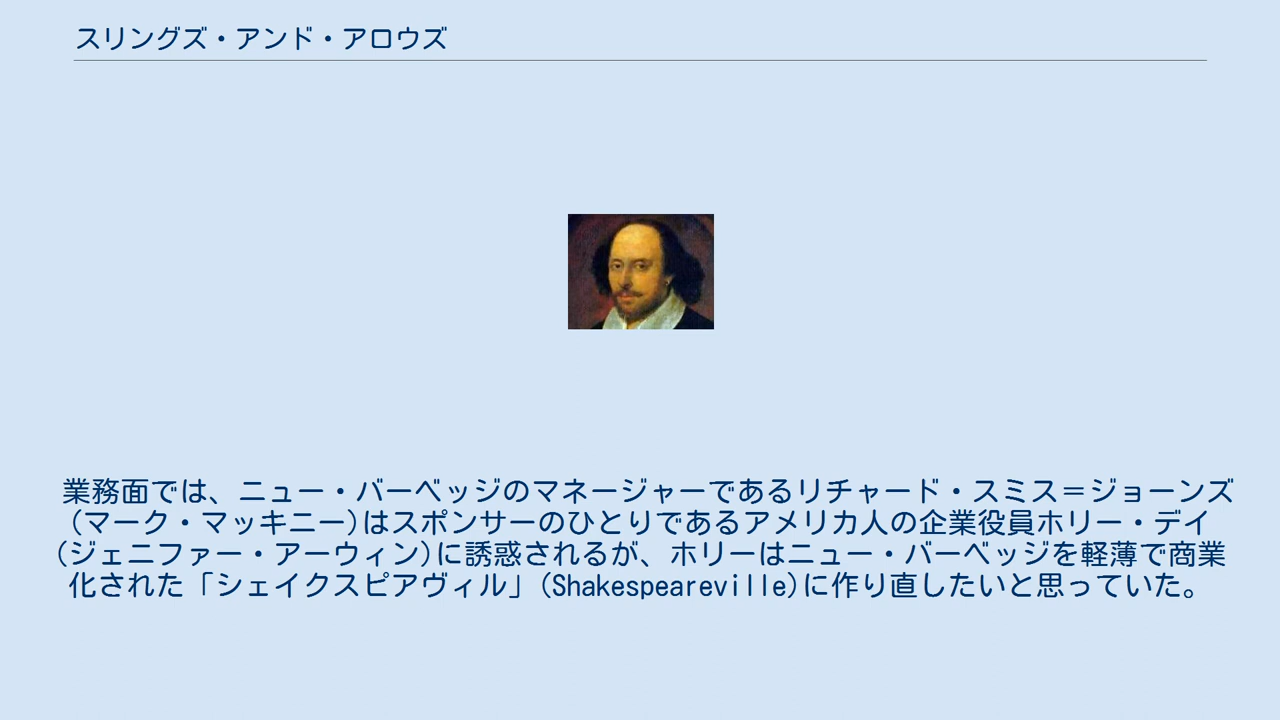 スリングズ・アンド・アロウズ
業務面では、ニュー・バーベッジのマネージャーであるリチャード・スミス＝ジョーンズ
(マーク・マッキニー)はスポンサーのひとりであるアメリカ人の企業役員ホリー・デイ
(ジェニファー・アーウィン)に誘惑されるが、ホリーはニュー・バーベッジを軽薄で商業
化された「シェイクスピアヴィル」(Shakespeareville)に作り直したいと思っていた。